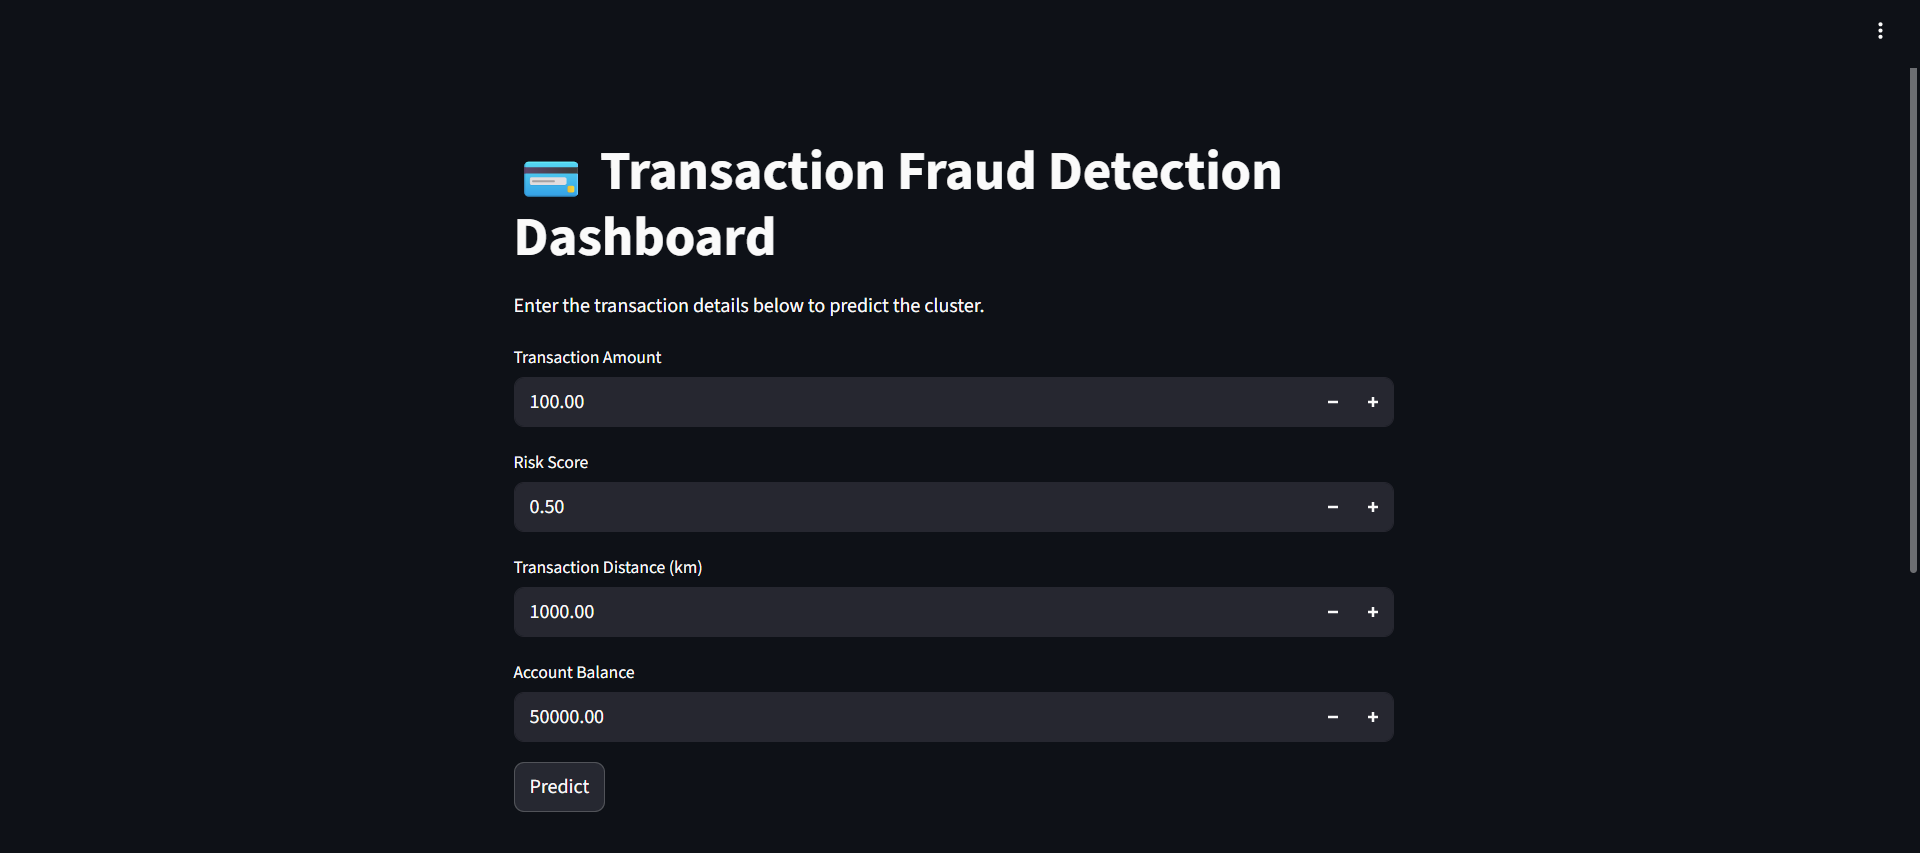 Transaction Fraud Detection
Dashboard
Enter the transaction details below to predict the cluster.
Transaction Amount
100.00
Risk Score
0.50
Transaction Distance (km)
1000.00
Account Balance
50000.00
Predict